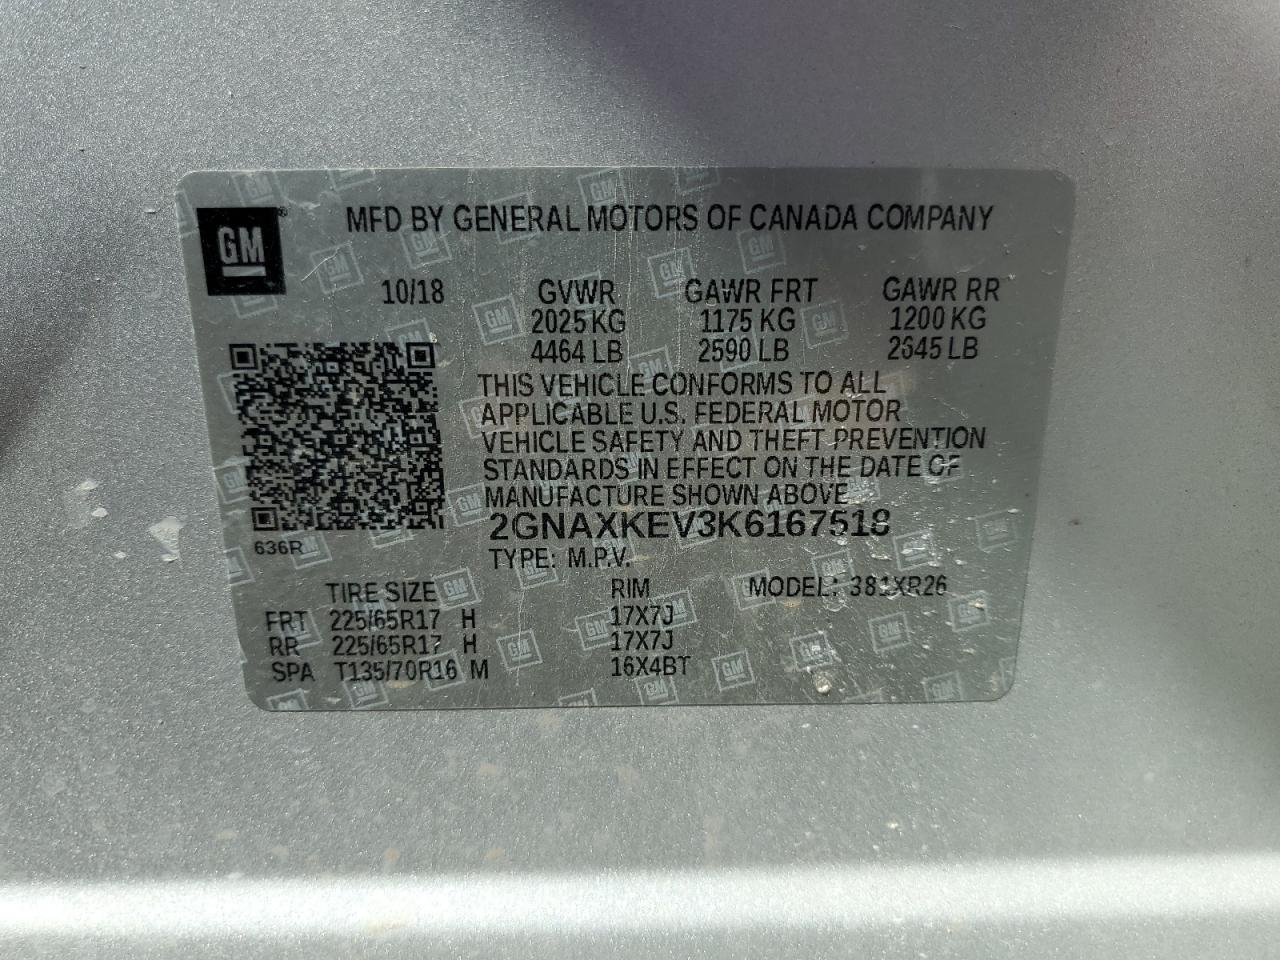 GM
MFD BY GENERAL MOTORS OF CANADA COMPANY
10/18 GVWR GAWR FRT GAWR RR
2025 KG 1175 KG 1200 KG
4464 LB 2590 LB 2645 LB
THIS VEHICLE CONFORMS TO ALL
APPLICABLE U.S. FEDERAL MOTOR
VEHICLE SAFETY AND THEFT PREVENTION
STANDARDS IN EFFECT ON THE DATE OF
MANUFACTURE SHOWN ABOVE
2GNAXKEV3K6167518
636R
TYPE: M.P.V.
TIRE SIZE RIM MODEL: 381XR26
FRT 225/65R17 H 17X7J
RR 225/65R17 H 17X7J
SPA T135/70R16 M 16X4BT